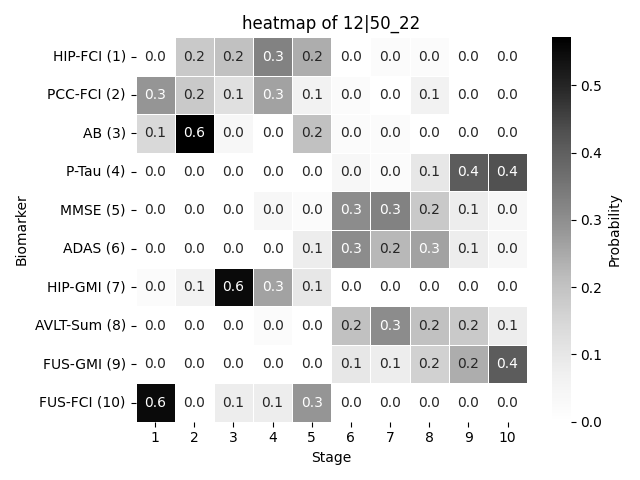 heatmap of 12|50_22
HIP-FCI (1) 0.0 0.2 0.2 0.3 0.2 0.0 0.0 0.0 0.0 0.0
PCC-FCI (2) 0.3 0.2 0.1 0.3 0.1 0.0 0.0 0.1 0.0 0.0
AB (3) 0.1 0.6 0.0 0.0 0.2 0.0 0.0 0.0 0.0 0.0
P-Tau (4) 0.0 0.0 0.0 0.0 0.0 0.0 0.0 0.1 0.4 0.4
MMSE (5) 0.0 0.0 0.0 0.0 0.0 0.3 0.3 0.2 0.1 0.0
ADAS (6) 0.0 0.0 0.0 0.0 0.1 0.3 0.2 0.3 0.1 0.0
HIP-GMI (7) 0.0 0.1 0.6 0.3 0.1 0.0 0.0 0.0 0.0 0.0
AVLT-Sum (8) 0.0 0.0 0.0 0.0 0.0 0.2 0.3 0.2 0.2 0.1
FUS-GMI (9) 0.0 0.0 0.0 0.0 0.0 0.1 0.1 0.2 0.2 0.4
FUS-FCI (10) 0.6 0.0 0.1 0.1 0.3 0.0 0.0 0.0 0.0 0.0
1 2 3 4 5 6 7 8 9 10
Stage
Biomarker
0.5
0.4
0.3
0.2
0.1
0.0
Probability